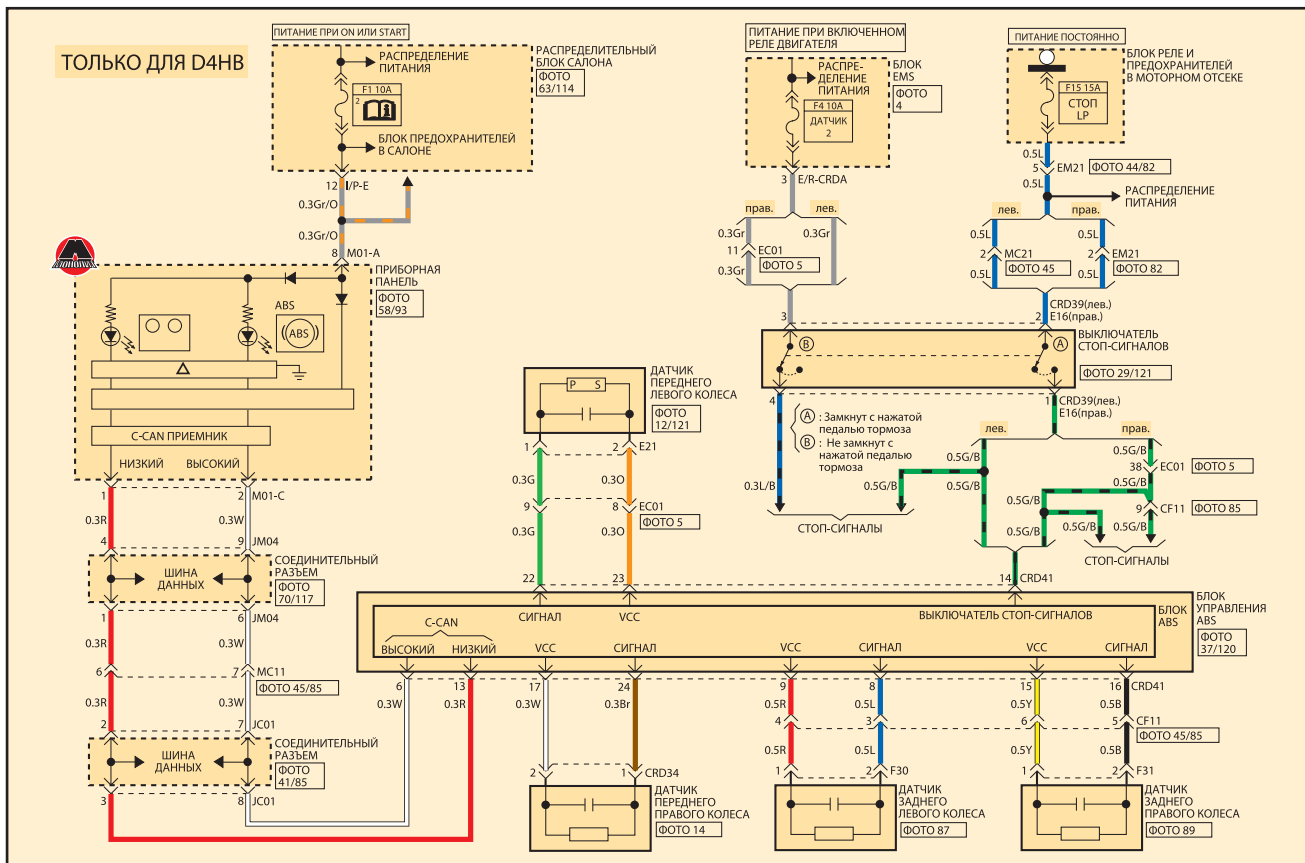 ТОЛЬКО ДЛЯ D4HB
ПИТАНИЕ ПРИ ON ИЛИ START
РАСПРЕДЕЛЕНИЕ
ПИТАНИЯ
F1 10A
2
БЛОК ПРЕДОХРАНИТЕЛЕЙ
В САЛОНЕ
РАСПРЕДЕЛИТЕЛЬНЫЙ
БЛОК САЛОНА
ФОТО
63/114
12 I/P-E
0.3Gr/O
0.3Gr/O
8 M01-A
ПИТАНИЕ ПРИ ВКЛЮЧЕННОМ
РЕЛЕ ДВИГАТЕЛЯ
РАСПРЕ-
ДЕЛЕНИЕ
ПИТАНИЯ
F4 10A
ДАТЧИК
2
БЛОК
EMS
ФОТО
4
3 E/R-CRDA
прав. лев.
0.3Gr 0.3Gr
11 EC01
ФОТО 5
0.3Gr
3
ПИТАНИЕ ПОСТОЯННО
F15 15A
СТОП
LP
БЛОК РЕЛЕ И
ПРЕДОХРАНИТЕЛЕЙ
В МОТОРНОМ ОТСЕКЕ
0.5L
5 EM21 ФОТО 44/82
0.5L
РАСПРЕДЕЛЕНИЕ
ПИТАНИЯ
лев. прав.
0.5L 0.5L
2 MC21 2 EM21
ФОТО 45 ФОТО 82
0.5L 0.5L
CRD39(лев.)
2 E16(прав.)
ПРИБОРНАЯ
ПАНЕЛЬ
ФОТО
58/93
ABS
(ABS)
C-CAN ПРИЕМНИК
НИЗКИЙ ВЫСОКИЙ
1 2 M01-C
0.3R 0.3W
4 9 JM04
ШИНА
ДАННЫХ
СОЕДИНИТЕЛЬНЫЙ
РАЗЪЕМ
ФОТО
70/117
1 6 JM04
0.3R 0.3W
6 7 MC11
ФОТО 45/85
0.3R 0.3W
2 7 JC01
ШИНА
ДАННЫХ
СОЕДИНИТЕЛЬНЫЙ
РАЗЪЕМ
ФОТО
41/85
3 8 JC01
P S
ДАТЧИК
ПЕРЕДНЕГО
ЛЕВОГО КОЛЕСА
ФОТО
12/121
1 2 E21
0.3G 0.3O
9 8 EC01
ФОТО 5
0.3G 0.3O
22 23
B A
ВЫКЛЮЧАТЕЛЬ
СТОП-СИГНАЛОВ
ФОТО 29/121
4 1
CRD39(лев.)
E16(прав.)
A : Замкнут с нажатой
педалью тормоза
B : Не замкнут с
нажатой педалью
тормоза
0.3L/B 0.5G/B
СТОП-СИГНАЛЫ
лев. прав.
0.5G/B 0.5G/B
38 EC01 ФОТО 5
0.5G/B 0.5G/B
9 CF11 ФОТО 85
0.5G/B 0.5G/B 0.5G/B
СТОП-СИГНАЛЫ
14 CRD41
СИГНАЛ VCC ВЫКЛЮЧАТЕЛЬ СТОП-СИГНАЛОВ
БЛОК
ABS
БЛОК
УПРАВЛЕНИЯ
ABS
ФОТО
37/120
C-CAN
ВЫСОКИЙ НИЗКИЙ VCC СИГНАЛ VCC СИГНАЛ VCC СИГНАЛ
6 13 17 24 9 8 15 16 CRD41
0.3W 0.3R 0.3W 0.3Br 0.5R 0.5L 0.5Y 0.5B
4 3 6 5 CF11
ФОТО 45/85
0.5R 0.5L 0.5Y 0.5B
2 1 CRD34
1 2 F30
1 2 F31
ДАТЧИК
ПЕРЕДНЕГО
ПРАВОГО КОЛЕСА
ФОТО 14
ДАТЧИК
ЗАДНЕГО
ЛЕВОГО КОЛЕСА
ФОТО 87
ДАТЧИК
ЗАДНЕГО
ПРАВОГО КОЛЕСА
ФОТО 89